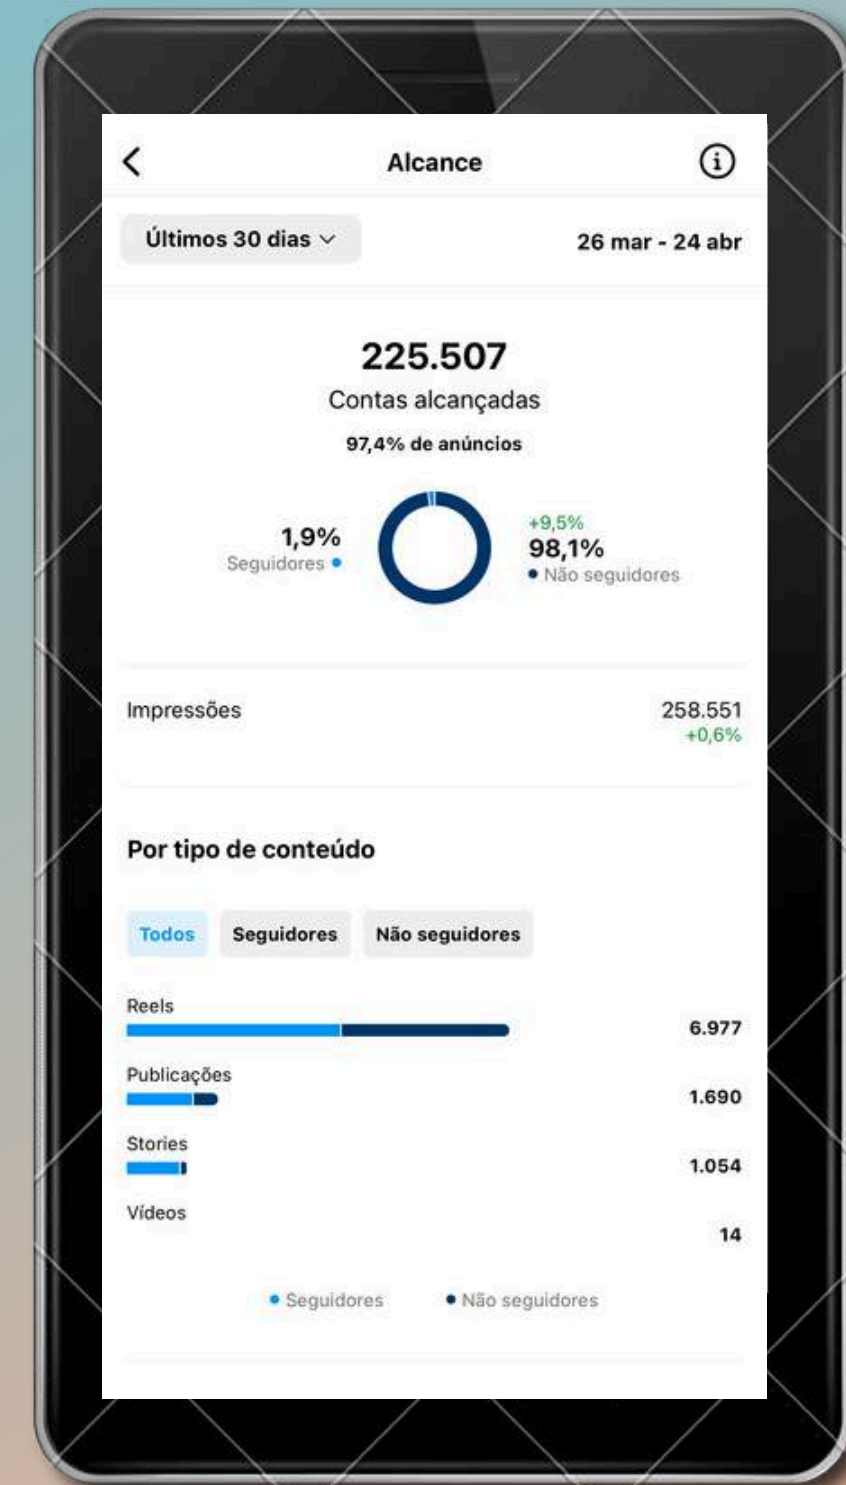 Alcance
Últimos 30 dias
26 mar - 24 abr
225.507
Contas alcançadas
97,4% de anúncios
1,9%
Seguidores
+9,5%
98,1%
Não seguidores
Impressões
258.551
+0,6%
Por tipo de conteúdo
Todos Seguidores Não seguidores
Reels
6.977
Publicações
1.690
Stories
1.054
Vídeos
14
Seguidores Não seguidores